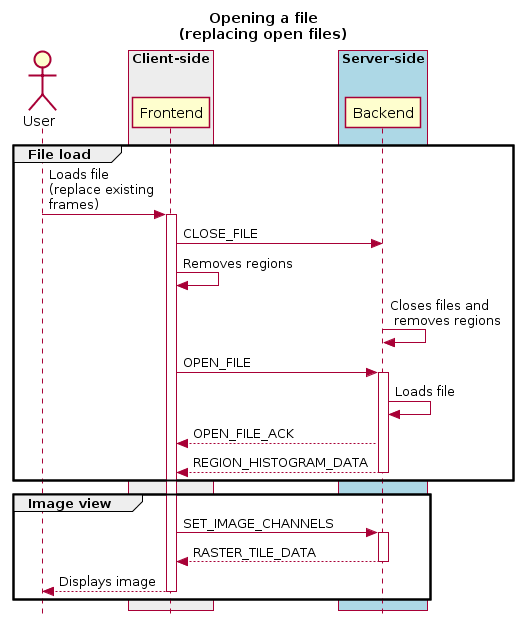 Opening a file
(replacing open files)
Client-side
Server-side
User
Frontend
Backend
File load
Loads file
(replace existing
frames)
CLOSE_FILE
Removes regions
Closes files and
removes regions
OPEN_FILE
Loads file
OPEN_FILE_ACK
REGION_HISTOGRAM_DATA
Image view
SET_IMAGE_CHANNELS
RASTER_TILE_DATA
Displays image